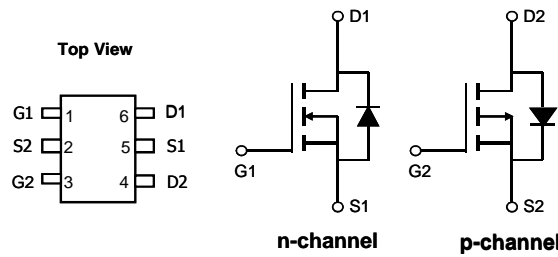 Top View
G1 1 6 D1
S2 2 5 S1
G2 3 4 D2
D1
G1
S1
n-channel
D2
G2
S2
p-channel